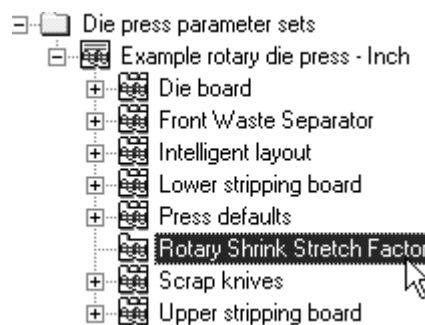 Die press parameter sets
Example rotary die press - Inch
Die board
Front Waste Separator
Intelligent layout
Lower stripping board
Press defaults
Rotary Shrink Stretch Factor
Scrap knives
Upper stripping board